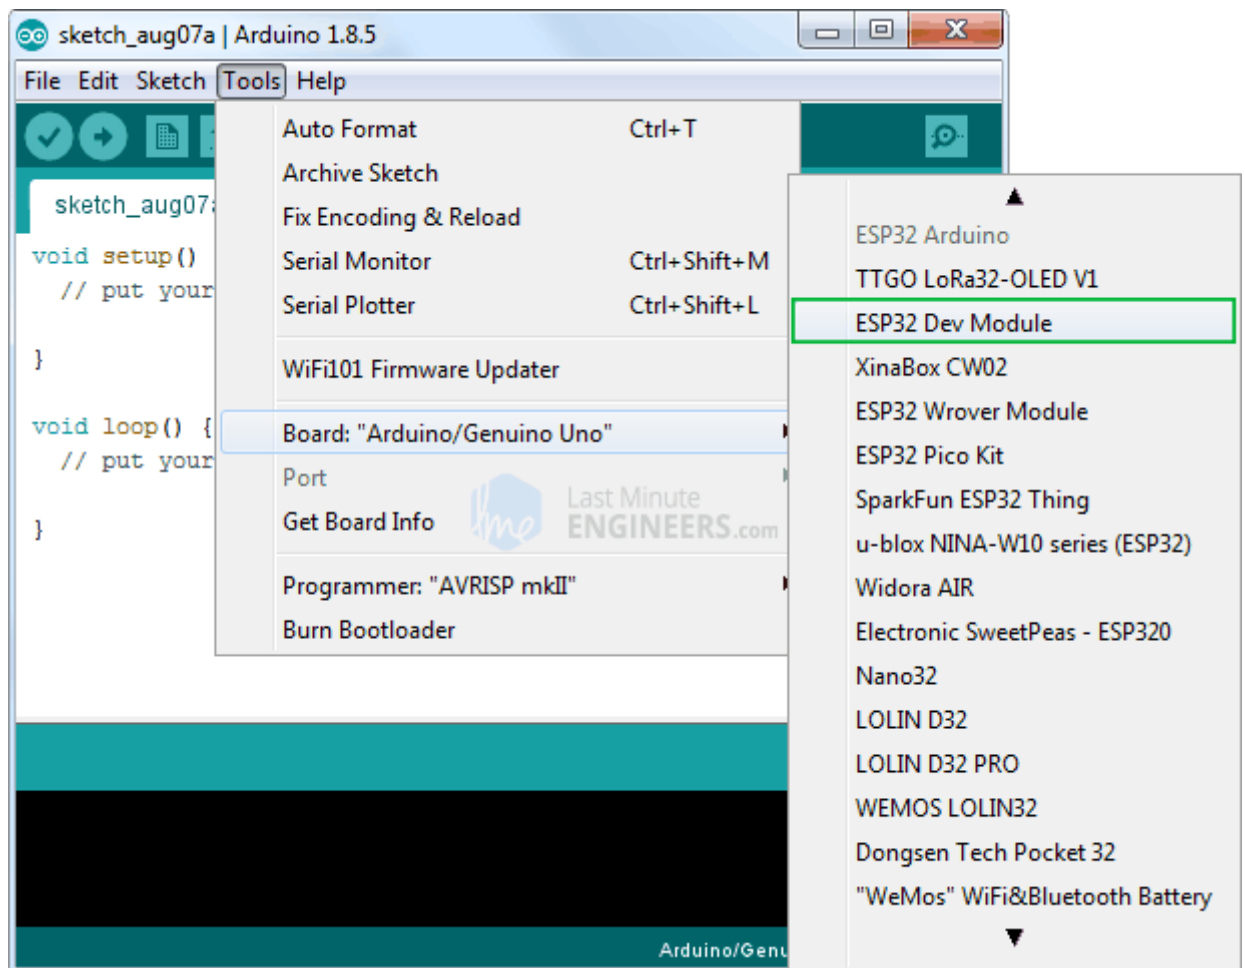 sketch_aug07a | Arduino 1.8.5
File Edit Sketch Tools Help
Auto Format Ctrl+T
Archive Sketch
Fix Encoding & Reload
Serial Monitor Ctrl+Shift+M
Serial Plotter Ctrl+Shift+L
WiFi101 Firmware Updater
Board: "Arduino/Genuino Uno"
Port
Get Board Info
Programmer: "AVRISP mkII"
Burn Bootloader
sketch_aug07
void setup()
// put your
}
void loop() {
// put your
}
lme
Last Minute
ENGINEERS.com
ESP32 Arduino
TTGO LoRa32-OLED V1
ESP32 Dev Module
XinaBox CW02
ESP32 Wrover Module
ESP32 Pico Kit
SparkFun ESP32 Thing
u-blox NINA-W10 series (ESP32)
Widora AIR
Electronic SweetPeas - ESP320
Nano32
LOLIN D32
LOLIN D32 PRO
WEMOS LOLIN32
Dongsen Tech Pocket 32
"WeMos" WiFi&Bluetooth Battery
Arduino/Genu